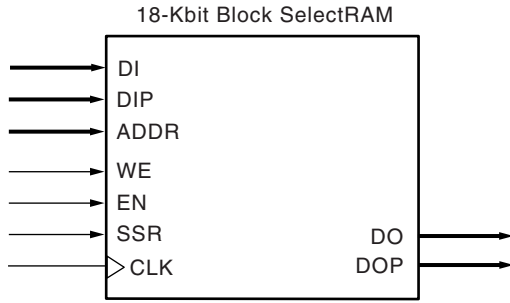 18-Kbit Block SelectRAM
DI
DIP
ADDR
WE
EN
SSR
CLK
DO
DOP